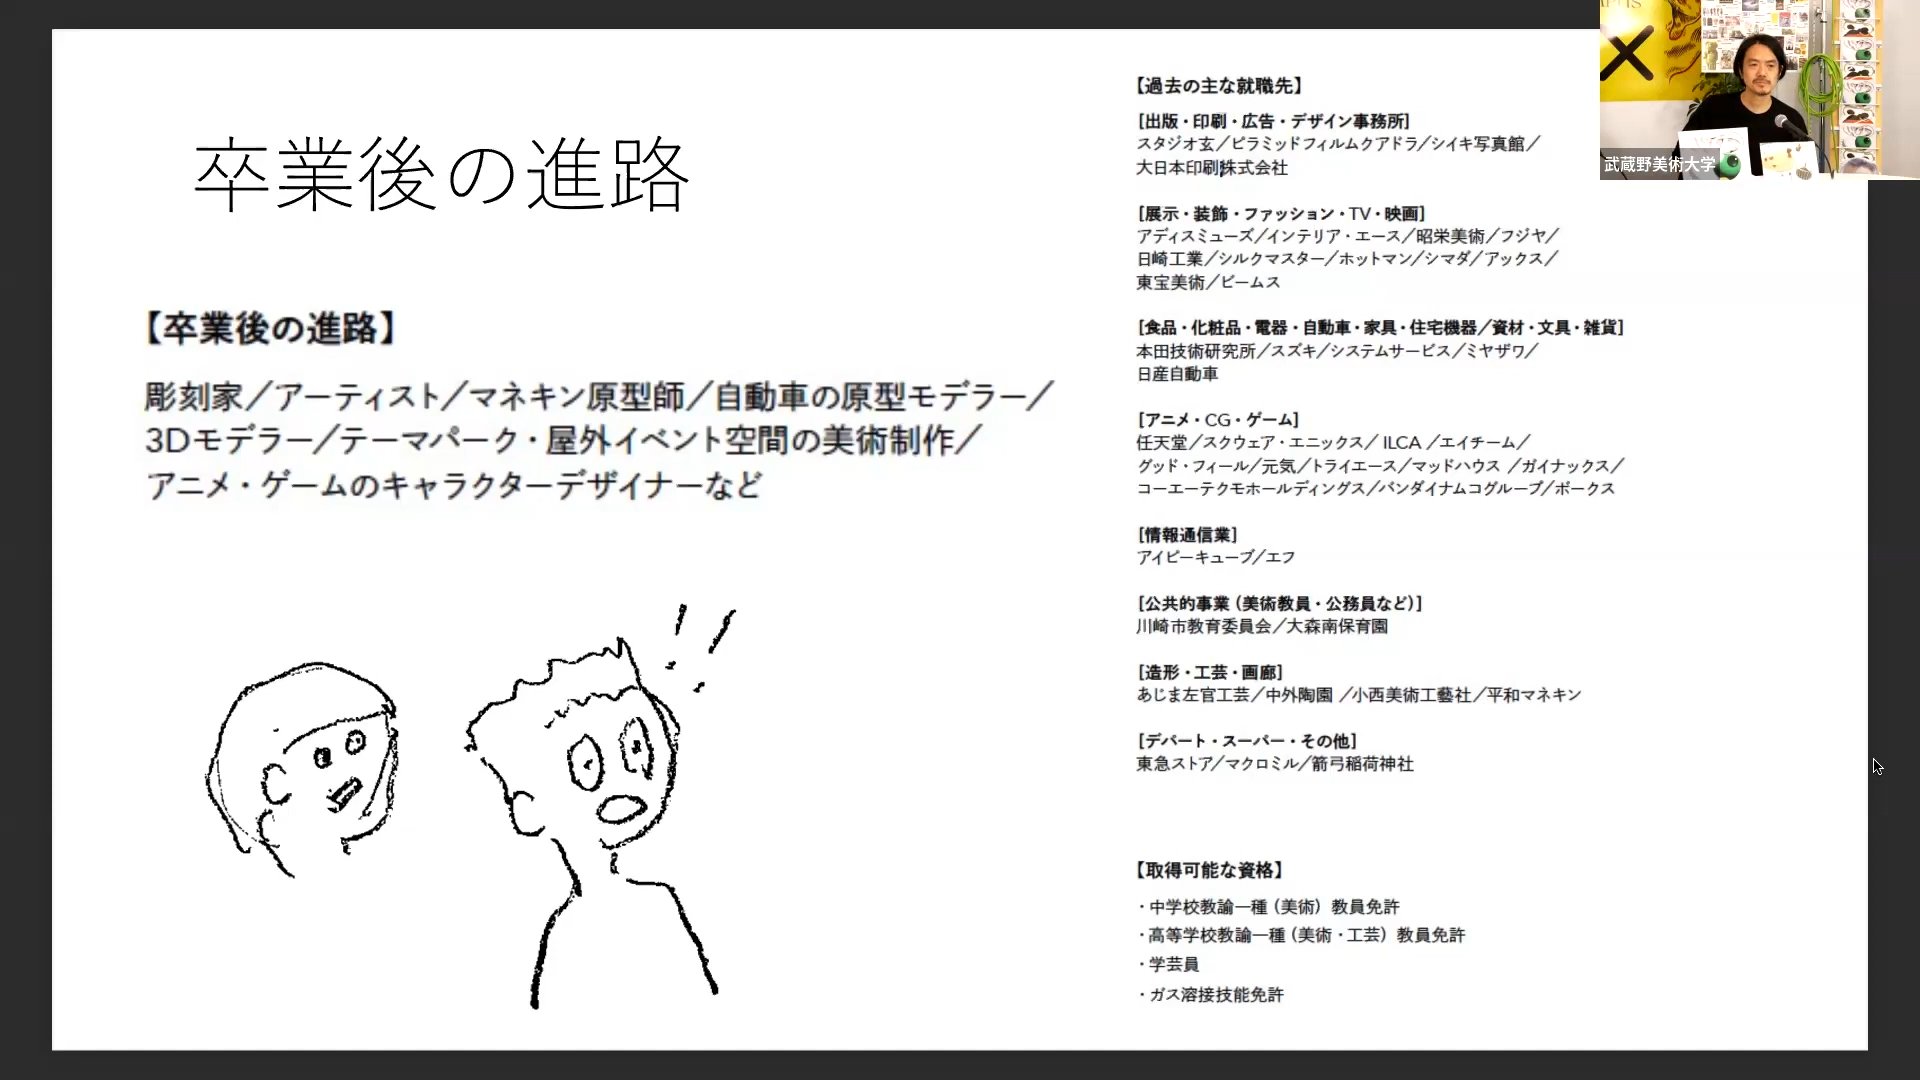 卒業後の進路
【卒業後の進路】
彫刻家／アーティスト／マネキン原型師／自動車の原型モデラー／
3Dモデラー／テーマパーク・屋外イベント空間の美術制作／
アニメ・ゲームのキャラクターデザイナーなど
【過去の主な就職先】
[出版・印刷・広告・デザイン事務所]
スタジオ玄／ピラミッドフィルムクアドラ／シイキ写真館／
大日本印刷株式会社
[展示・装飾・ファッション・TV・映画]
アディスミューズ／インテリア・エース／昭栄美術／フジヤ／
日崎工業／シルクマスター／ホットマン／シマダ／アックス／
東宝美術／ビームス
[食品・化粧品・電器・自動車・家具・住宅機器／資材・文具・雑貨]
本田技術研究所／スズキ／システムサービス／ミヤザワ／
日産自動車
[アニメ・CG・ゲーム]
任天堂／スクウェア・エニックス／ ILCA ／エイチーム／
グッド・フィール／元気／トライエース／マッドハウス ／ガイナックス／
コーエーテクモホールディングス／バンダイナムコグループ／ボークス
[情報通信業]
アイピーキューブ／エフ
[公共的事業（美術教員・公務員など）]
川崎市教育委員会／大森南保育園
[造形・工芸・画廊]
あじま左官工芸／中外陶園 ／小西美術工藝社／平和マネキン
[デパート・スーパー・その他]
東急ストア／マクロミル／箭弓稲荷神社
【取得可能な資格】
・中学校教諭一種（美術）教員免許
・高等学校教諭一種（美術・工芸）教員免許
・学芸員
・ガス溶接技能免許
武蔵野美術大学